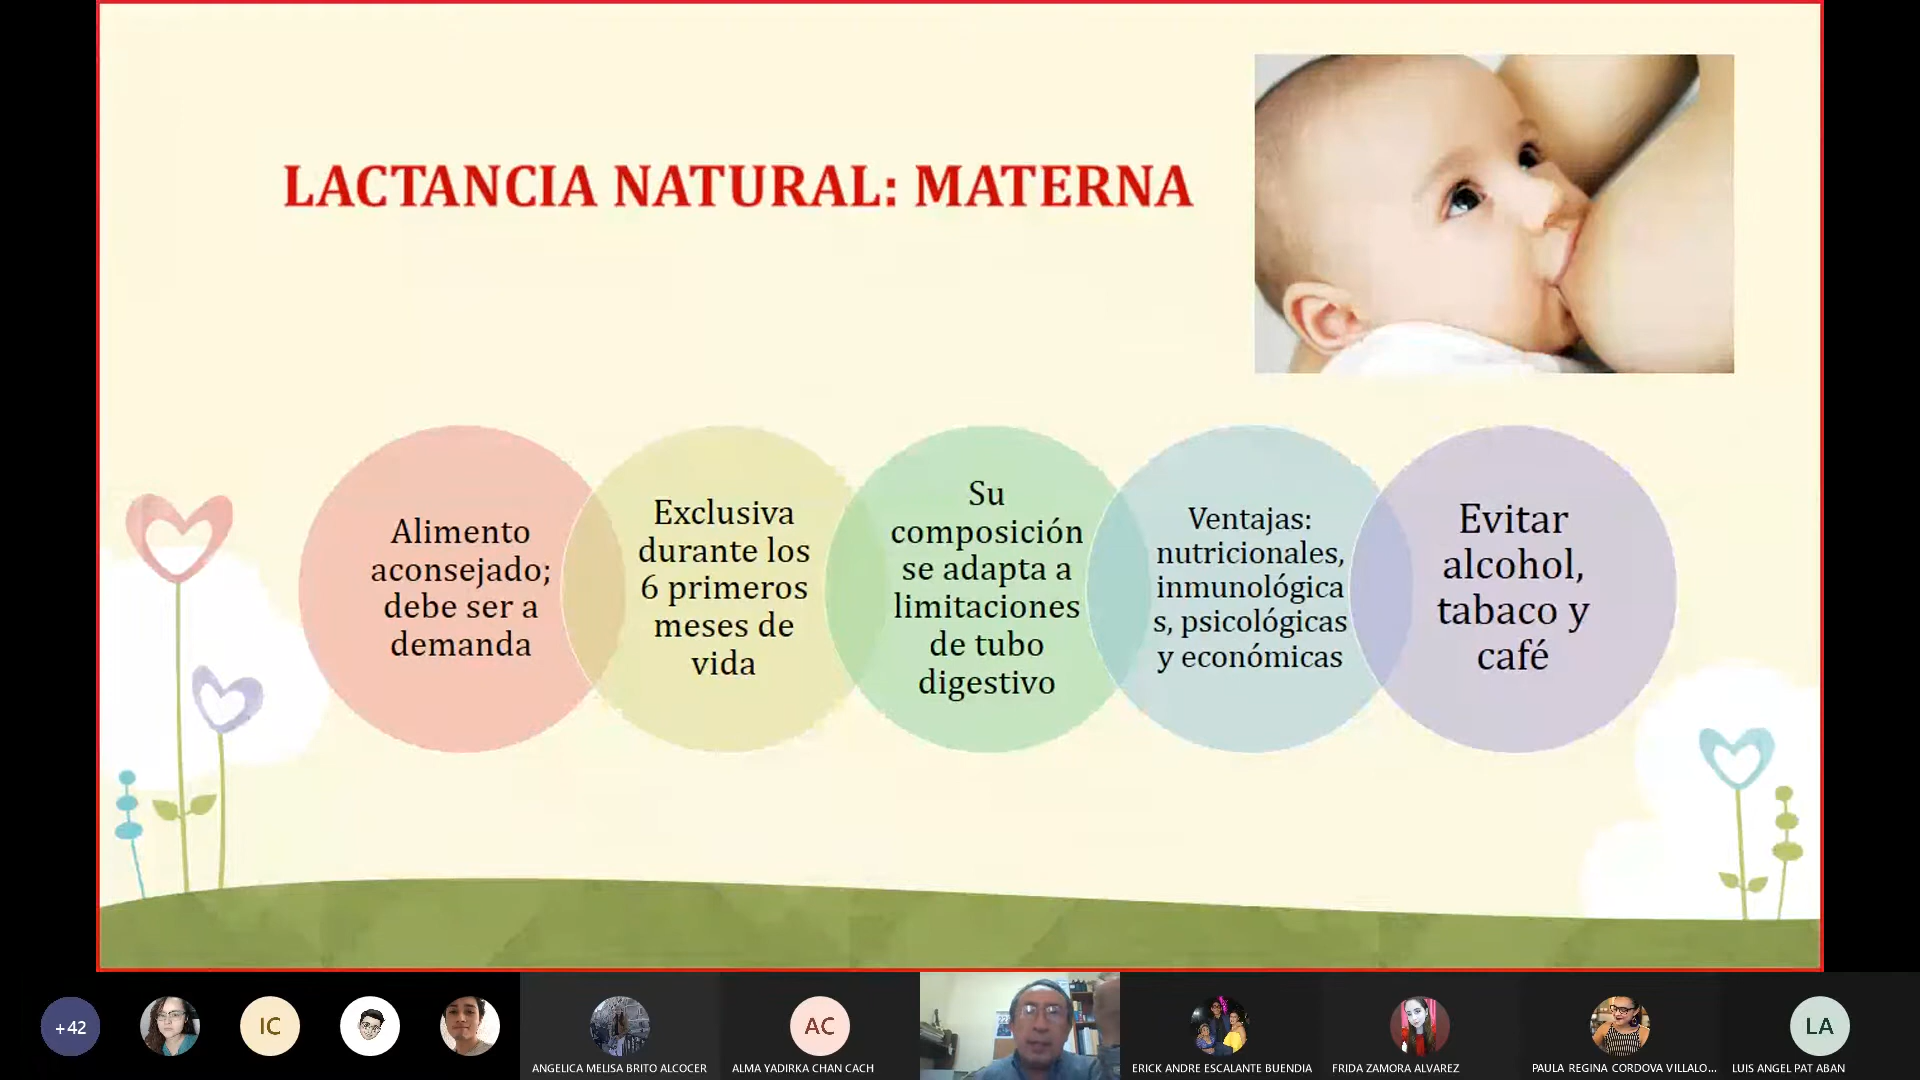 LACTANCIA NATURAL: MATERNA
Alimento
aconsejado;
debe ser a
demanda
Exclusiva
durante los
6 primeros
meses de
vida
Su
composición
se adapta a
limitaciones
de tubo
digestivo
Ventajas:
nutricionales,
inmunológica
s, psicológicas
y económicas
Evitar
alcohol,
tabaco y
café
+42
IC
AC
LA
ANGELICA MELISA BRITO ALCOCER
ALMA YADIRKA CHAN CACH
ERICK ANDRE ESCALANTE BUENDIA
FRIDA ZAMORA ALVAREZ
PAULA REGINA CORDOVA VILLALO...
LUIS ANGEL PAT ABAN